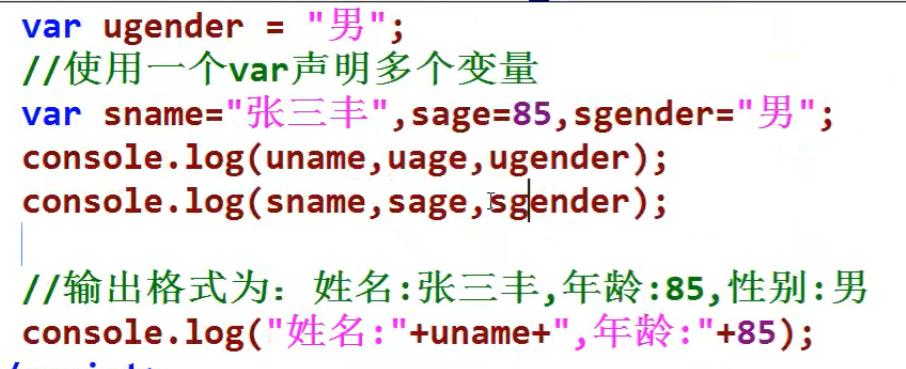 var ugender = "男";
//使用一个var声明多个变量
var sname="张三丰",sage=85,sgender="男";
console.log(uname,uage,ugender);
console.log(sname,sage,sgender);
//输出格式为：姓名:张三丰,年龄:85,性别:男
console.log("姓名:"+uname+",年龄:"+85);